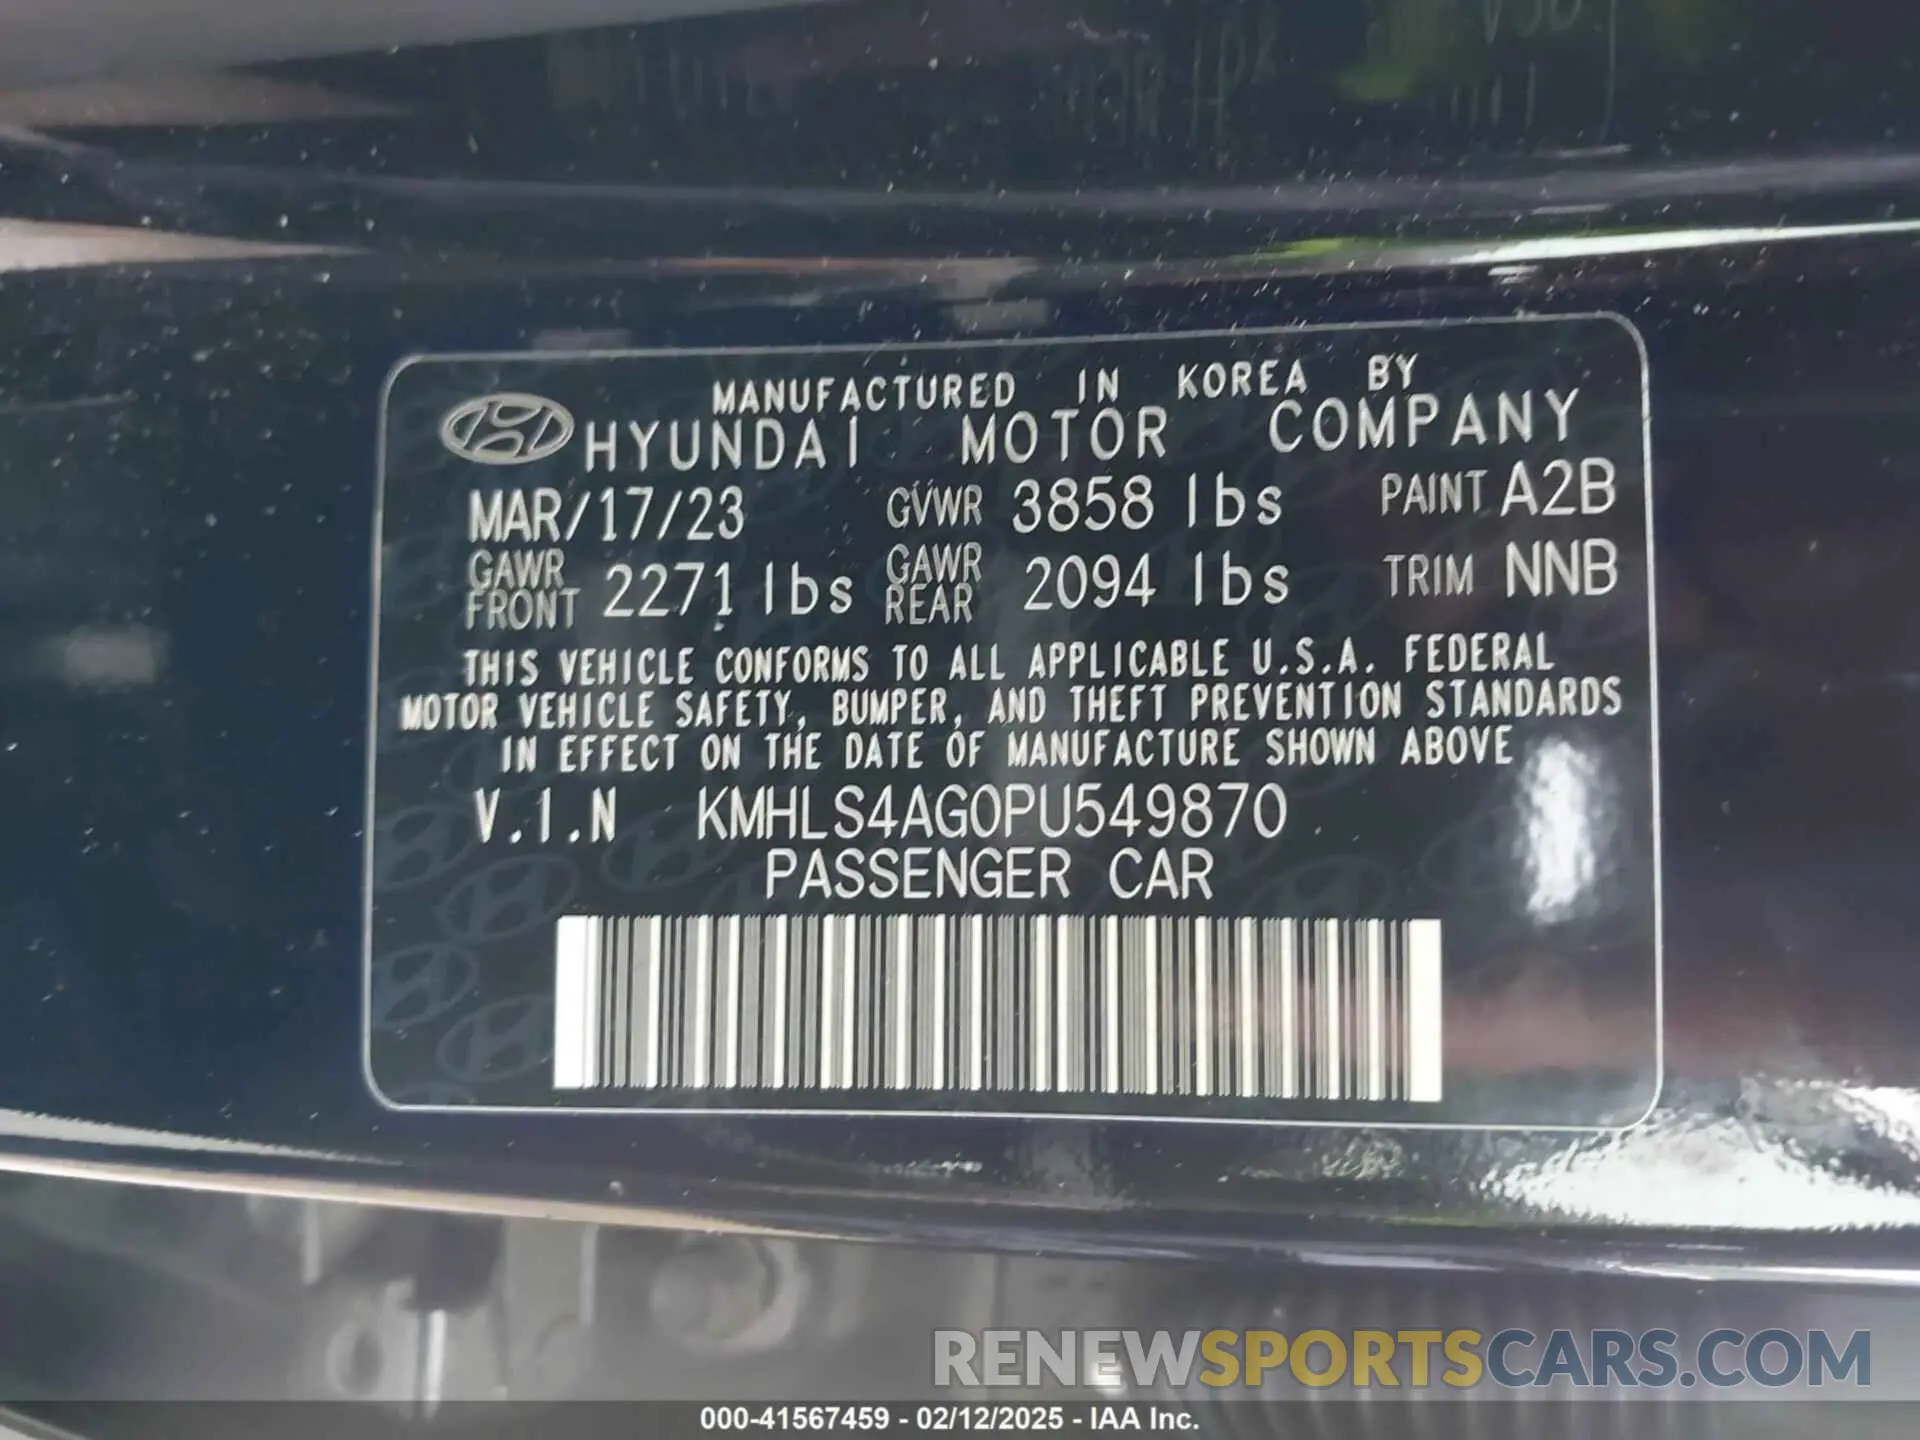 MANUFACTURED IN KOREA BY
HYUNDAI MOTOR COMPANY
MAR/17/23 GVWR 3858 lbs PAINT A2B
GAWR FRONT 2271 lbs GAWR REAR 2094 lbs TRIM NNB
THIS VEHICLE CONFORMS TO ALL APPLICABLE U.S.A. FEDERAL
MOTOR VEHICLE SAFETY, BUMPER, AND THEFT PREVENTION STANDARDS
IN EFFECT ON THE DATE OF MANUFACTURE SHOWN ABOVE
V.I.N KMHLS4AG0PU549870
PASSENGER CAR
RENEWSPORTSCARS.COM
000-41567459 - 02/12/2025 - IAA Inc.